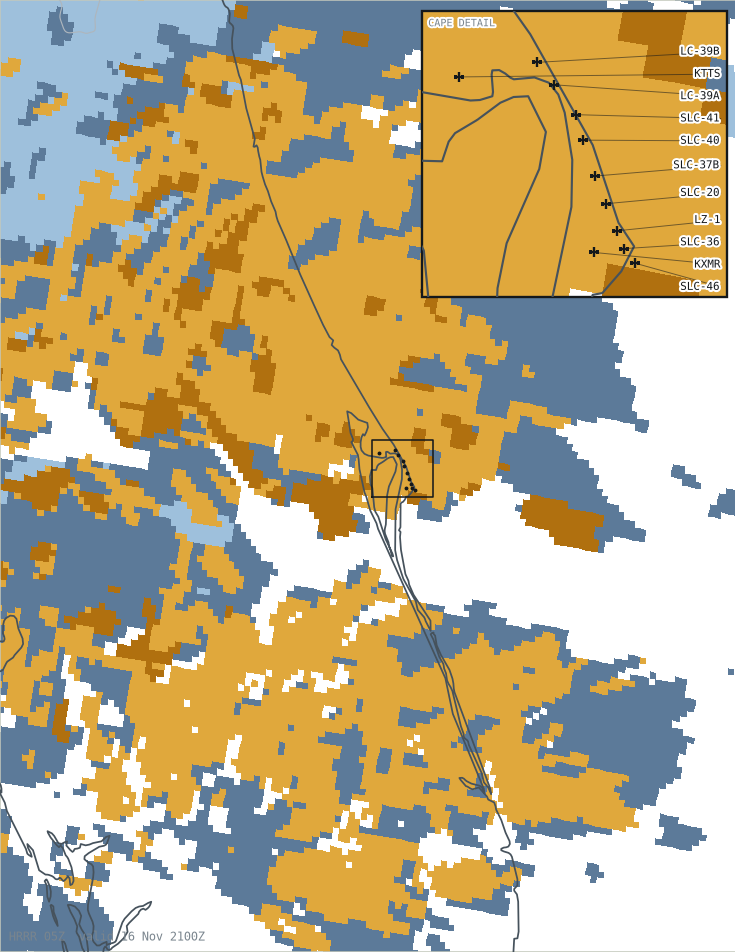 CAPE DETAIL
LC-39B
KTTS
LC-39A
SLC-41
SLC-40
SLC-37B
SLC-20
LZ-1
SLC-36
KXMR
SLC-46
16 Nov 2100Z